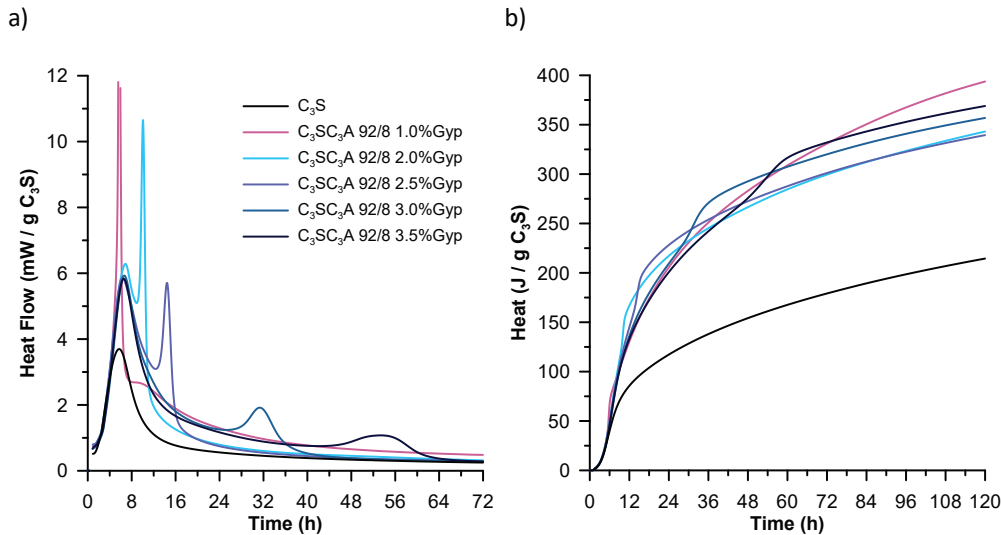 a)
12
10
8
6
4
2
0
Heat Flow (mW / g C₃S)
C₃S
C₃SC₃A 92/8 1.0%Gyp
C₃SC₃A 92/8 2.0%Gyp
C₃SC₃A 92/8 2.5%Gyp
C₃SC₃A 92/8 3.0%Gyp
C₃SC₃A 92/8 3.5%Gyp
0 8 16 24 32 40 48 56 64 72
Time (h)
b)
400
350
300
250
200
150
100
50
0
Heat (J / g C₃S)
0 12 24 36 48 60 72 84 96 108 120
Time (h)